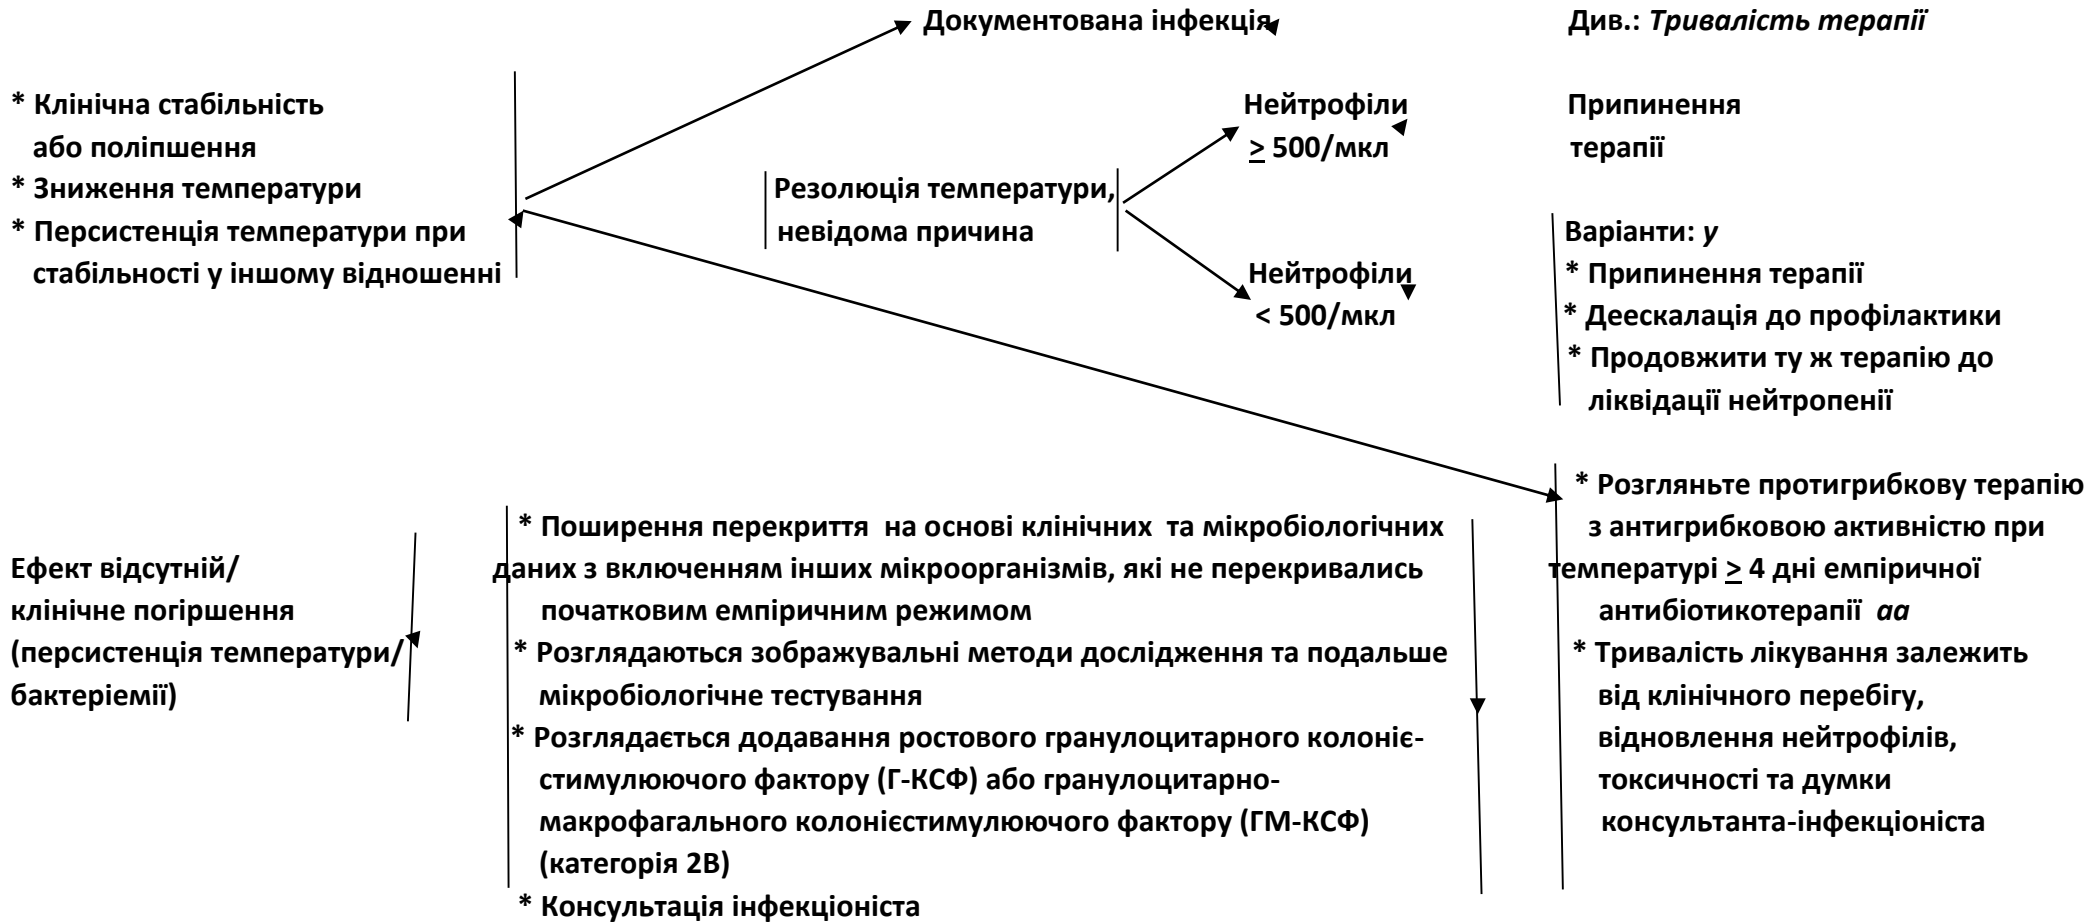 Документована інфекція
Див.: Тривалість терапії
* Клінічна стабільність
або поліпшення
* Зниження температури
* Персистенція температури при
стабільності у іншому відношенні
Резолюція температури,
невідома причина
Нейтрофіли
≥ 500/мкл
Припинення
терапії
Нейтрофіли
< 500/мкл
Варіанти: у
* Припинення терапії
* Деескалація до профілактики
* Продовжити ту ж терапію до
ліквідації нейтропенії
Ефект відсутній/
клінічне погіршення
(персистенція температури/
бактеріемії)
* Поширення перекриття на основі клінічних та мікробіологічних
даних з включенням інших мікроорганізмів, які не перекривались
початковим емпіричним режимом
* Розглядаються зображувальні методи дослідження та подальше
мікробіологічне тестування
* Розглядається додавання ростового гранулоцитарного колоніє-
стимулюючого фактору (Г-КСФ) або гранулоцитарно-
макрофагального колонієстимулюючого фактору (ГМ-КСФ)
(категорія 2В)
* Консультація інфекціоніста
* Розгляньте протигрибкову терапію
з антигрибковою активністю при
температурі ≥ 4 дні емпіричної
антибіотикотерапії аа
* Тривалість лікування залежить
від клінічного перебігу,
відновлення нейтрофілів,
токсичності та думки
консультанта-інфекціоніста